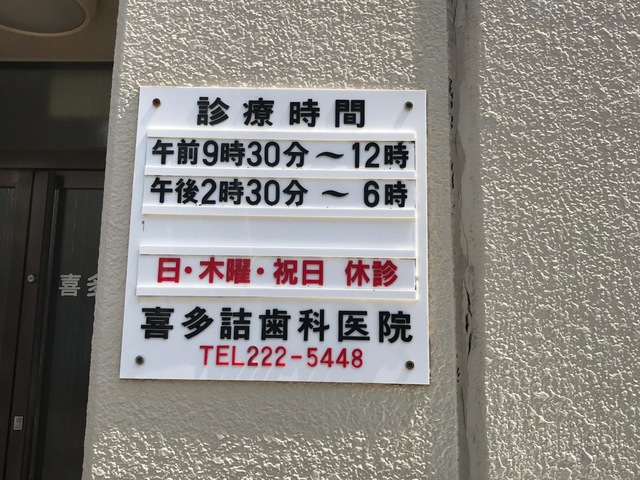 診療時間
午前9時30分～12時
午後2時30分～6時
日・木曜・祝日 休診
喜多詰歯科医院
TEL222-5448
喜多